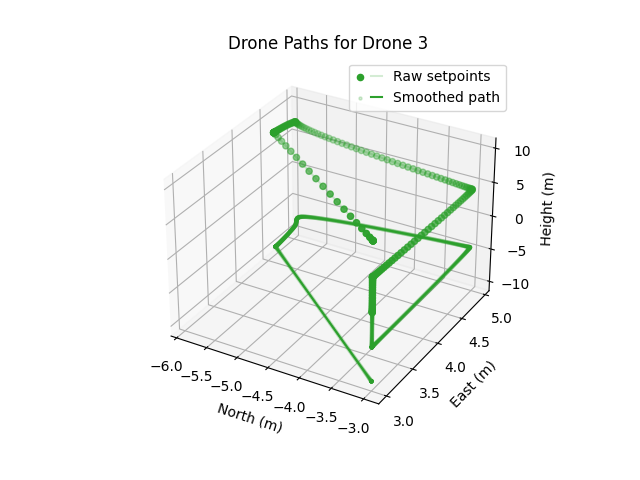 Drone Paths for Drone 3
Raw setpoints
Smoothed path
10
5
0
−5
−10
Height (m)
5.0
4.5
4.0
3.5
3.0
East (m)
−6.0
−5.5
−5.0
−4.5
−4.0
−3.5
−3.0
North (m)